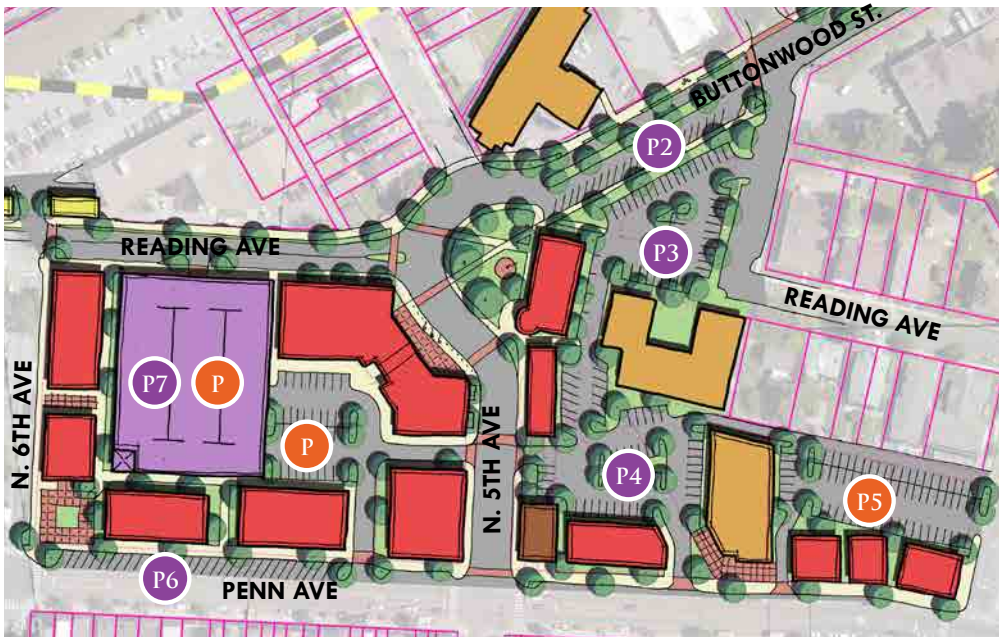 BUTTONWOOD ST.
P2
READING AVE
P3
READING AVE
N. 6TH AVE
P7
P
P
N. 5TH AVE
P4
P5
P6
PENN AVE